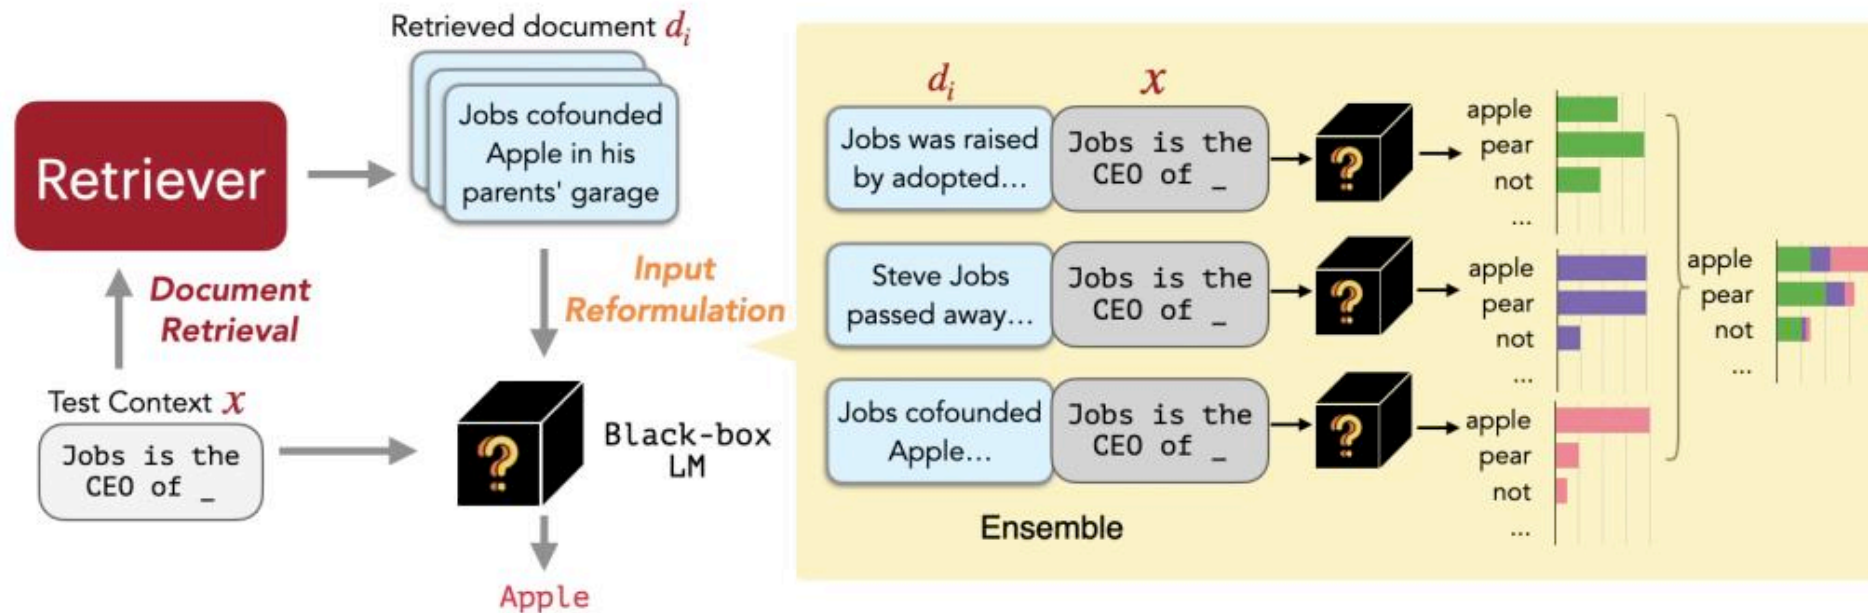 Retrieved document dᵢ
Jobs cofounded
Apple in his
parents' garage
Retriever
Document
Retrieval
Input
Reformulation
Test Context x
Jobs is the
CEO of _
?
Black-box
LM
Apple
dᵢ
x
Jobs was raised
by adopted...
Jobs is the
CEO of _
?
apple
pear
not
...
Steve Jobs
passed away...
Jobs is the
CEO of _
?
apple
pear
not
...
Jobs cofounded
Apple...
Jobs is the
CEO of _
?
apple
pear
not
...
apple
pear
not
...
Ensemble